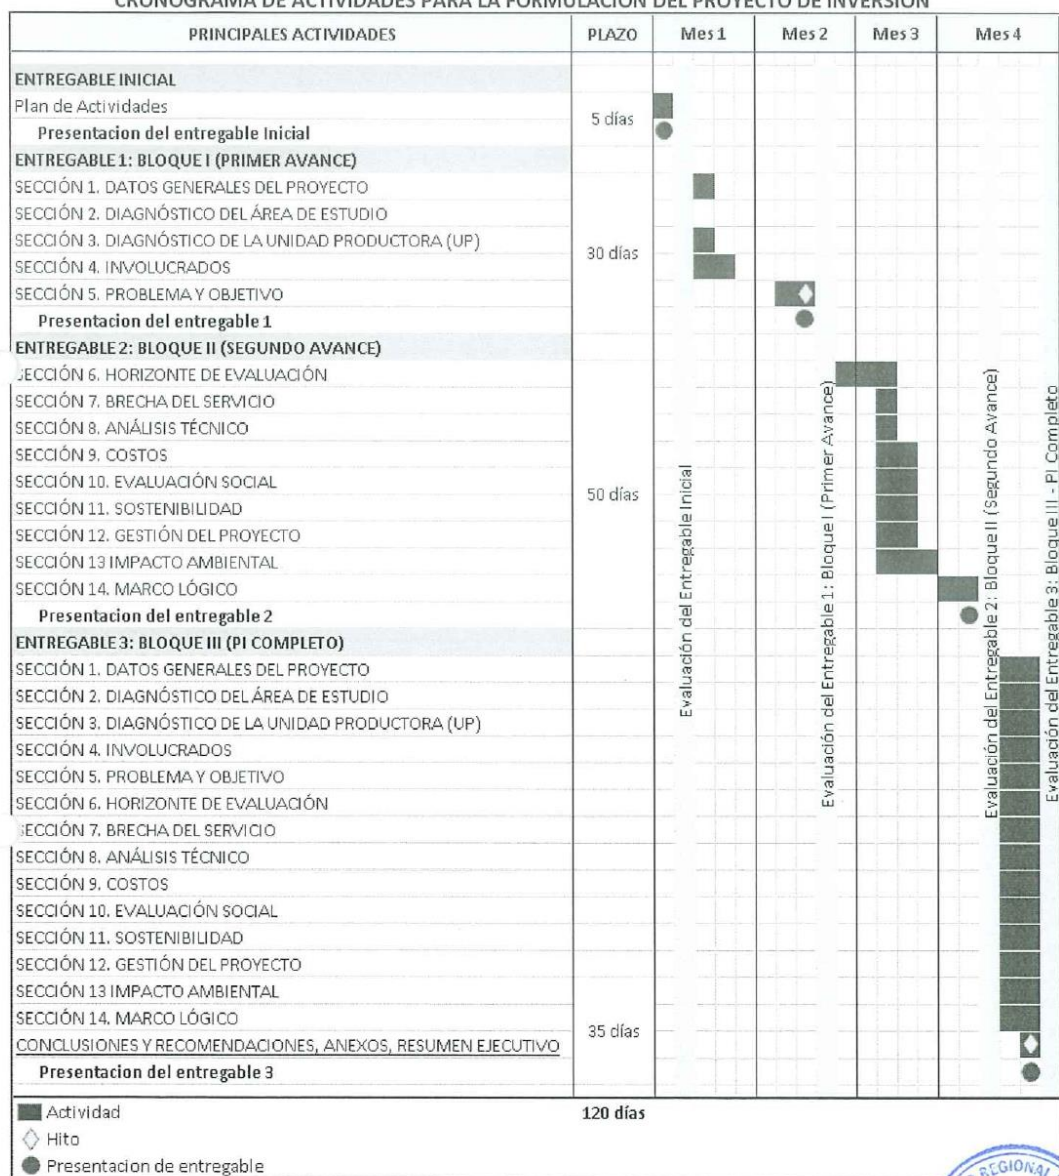 CRONOGRAMA DE ACTIVIDADES PARA LA FORMULACIÓN DEL PROYECTO DE INVERSIÓN
PRINCIPALES ACTIVIDADES PLAZO Mes 1 Mes 2 Mes 3 Mes 4
ENTREGABLE INICIAL
Plan de Actividades
5 días
Presentacion del entregable Inicial
ENTREGABLE 1: BLOQUE I (PRIMER AVANCE)
SECCIÓN 1. DATOS GENERALES DEL PROYECTO
SECCIÓN 2. DIAGNÓSTICO DEL ÁREA DE ESTUDIO
SECCIÓN 3. DIAGNÓSTICO DE LA UNIDAD PRODUCTORA (UP)
30 días
SECCIÓN 4. INVOLUCRADOS
SECCIÓN 5. PROBLEMA Y OBJETIVO
Presentacion del entregable 1
ENTREGABLE 2: BLOQUE II (SEGUNDO AVANCE)
SECCIÓN 6. HORIZONTE DE EVALUACIÓN
SECCIÓN 7. BRECHA DEL SERVICIO
SECCIÓN 8. ANÁLISIS TÉCNICO
SECCIÓN 9. COSTOS
SECCIÓN 10. EVALUACIÓN SOCIAL
50 días
SECCIÓN 11. SOSTENIBILIDAD
SECCIÓN 12. GESTIÓN DEL PROYECTO
SECCIÓN 13 IMPACTO AMBIENTAL
SECCIÓN 14. MARCO LÓGICO
Presentacion del entregable 2
ENTREGABLE 3: BLOQUE III (PI COMPLETO)
SECCIÓN 1. DATOS GENERALES DEL PROYECTO
SECCIÓN 2. DIAGNÓSTICO DEL ÁREA DE ESTUDIO
SECCIÓN 3. DIAGNÓSTICO DE LA UNIDAD PRODUCTORA (UP)
SECCIÓN 4. INVOLUCRADOS
SECCIÓN 5. PROBLEMA Y OBJETIVO
SECCIÓN 6. HORIZONTE DE EVALUACIÓN
SECCIÓN 7. BRECHA DEL SERVICIO
SECCIÓN 8. ANÁLISIS TÉCNICO
SECCIÓN 9. COSTOS
SECCIÓN 10. EVALUACIÓN SOCIAL
SECCIÓN 11. SOSTENIBILIDAD
SECCIÓN 12. GESTIÓN DEL PROYECTO
SECCIÓN 13 IMPACTO AMBIENTAL
SECCIÓN 14. MARCO LÓGICO
35 días
CONCLUSIONES Y RECOMENDACIONES, ANEXOS, RESUMEN EJECUTIVO
Presentacion del entregable 3
Evaluación del Entregable Inicial
Evaluación del Entregable 1: Bloque I (Primer Avance)
Evaluación del Entregable 2: Bloque II (Segundo Avance)
Evaluación del Entregable 3: Bloque III - PI Completo
Actividad
120 días
Hito
Presentacion de entregable
REGIONAL